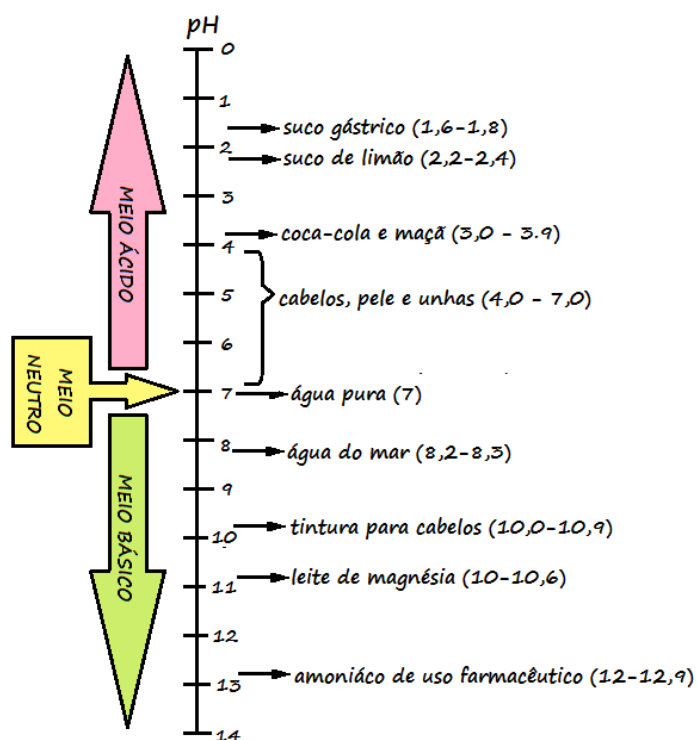 pH
0
1
suco gástrico (1,6-1,8)
2
suco de limão (2,2-2,4)
3
coca-cola e maçã (3,0 - 3.9)
4
MEIO ÁCIDO
5
cabelos, pele e unhas (4,0 - 7,0)
6
MEIO
NEUTRO
7
água pura (7)
8
água do mar (8,2-8,3)
9
MEIO BÁSICO
tintura para cabelos (10,0-10,9)
10
leite de magnésia (10-10,6)
11
12
amoniáco de uso farmacêutico (12-12,9)
13
14